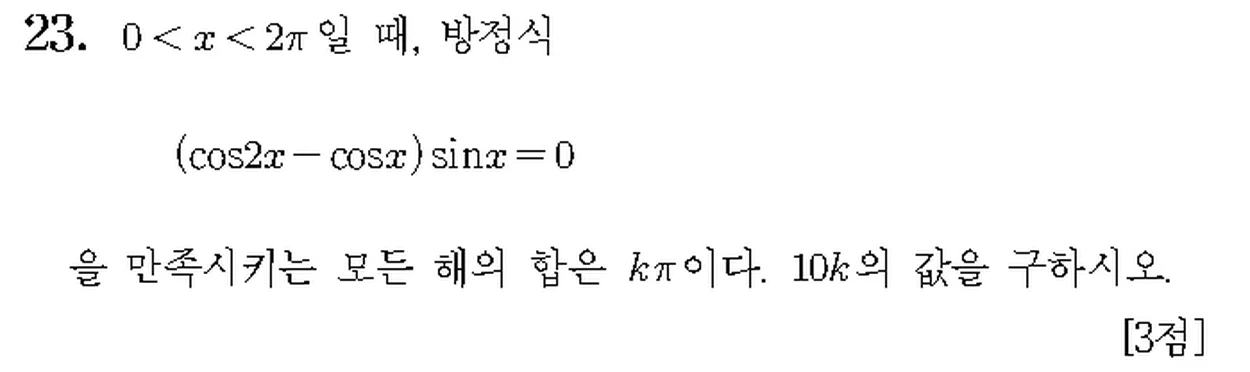 23. 0 < x < 2π 일 때, 방정식
(cos2x - cosx) sinx = 0
을 만족시키는 모든 해의 합은 kπ이다. 10k의 값을 구하시오.
[3점]